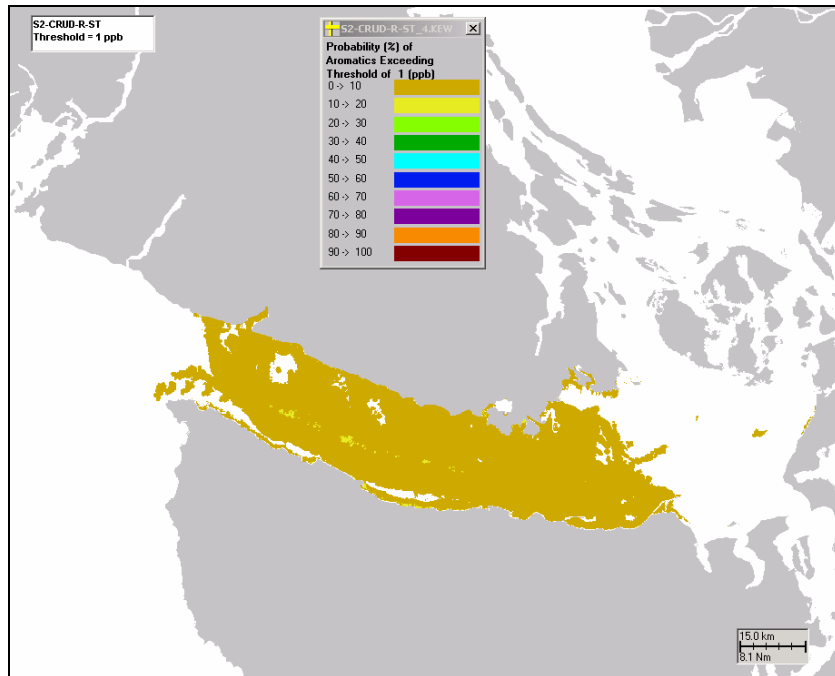 S2-CRUD-R-ST
Threshold = 1 ppb
S2-CRUD-R-ST_4.KEW
Probability (%) of
Aromatics Exceeding
Threshold of 1 (ppb)
0 -> 10
10 -> 20
20 -> 30
30 -> 40
40 -> 50
50 -> 60
60 -> 70
70 -> 80
80 -> 90
90 -> 100
15.0 km
8.1 Nm